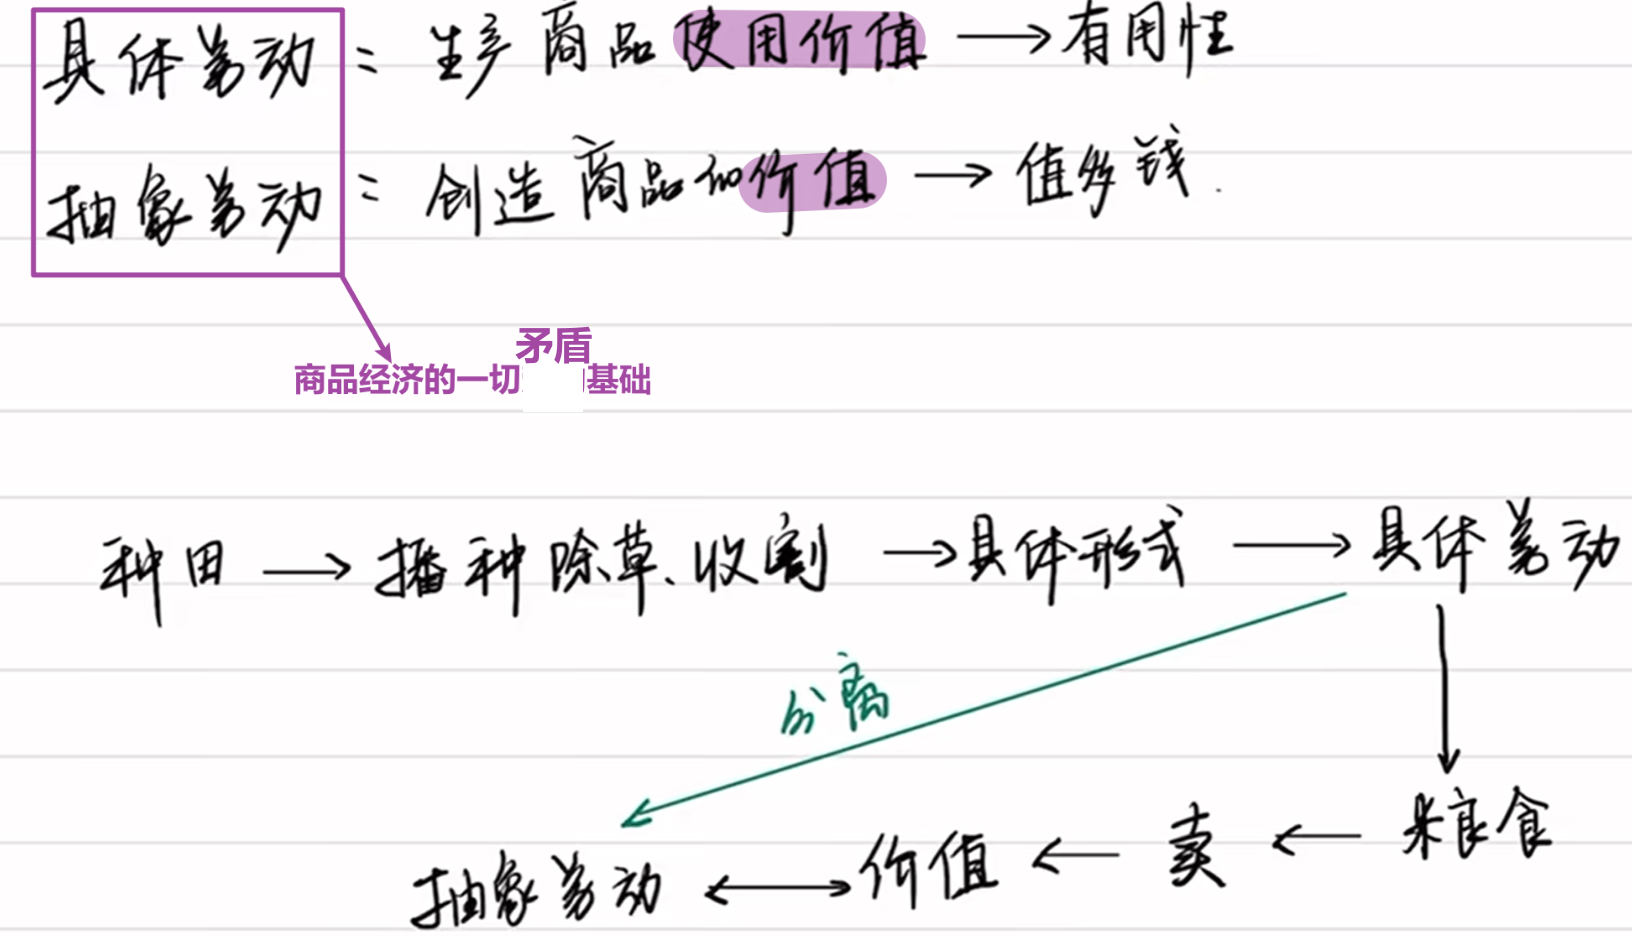 具体劳动 = 生产商品使用价值 → 有用性
抽象劳动 = 创造商品的价值 → 值多钱.
矛盾
商品经济的一切 基础
种田 → 播种除草、收割 → 具体形式 → 具体劳动
分离
粮食
抽象劳动 ↔ 价值 ← 卖 ←